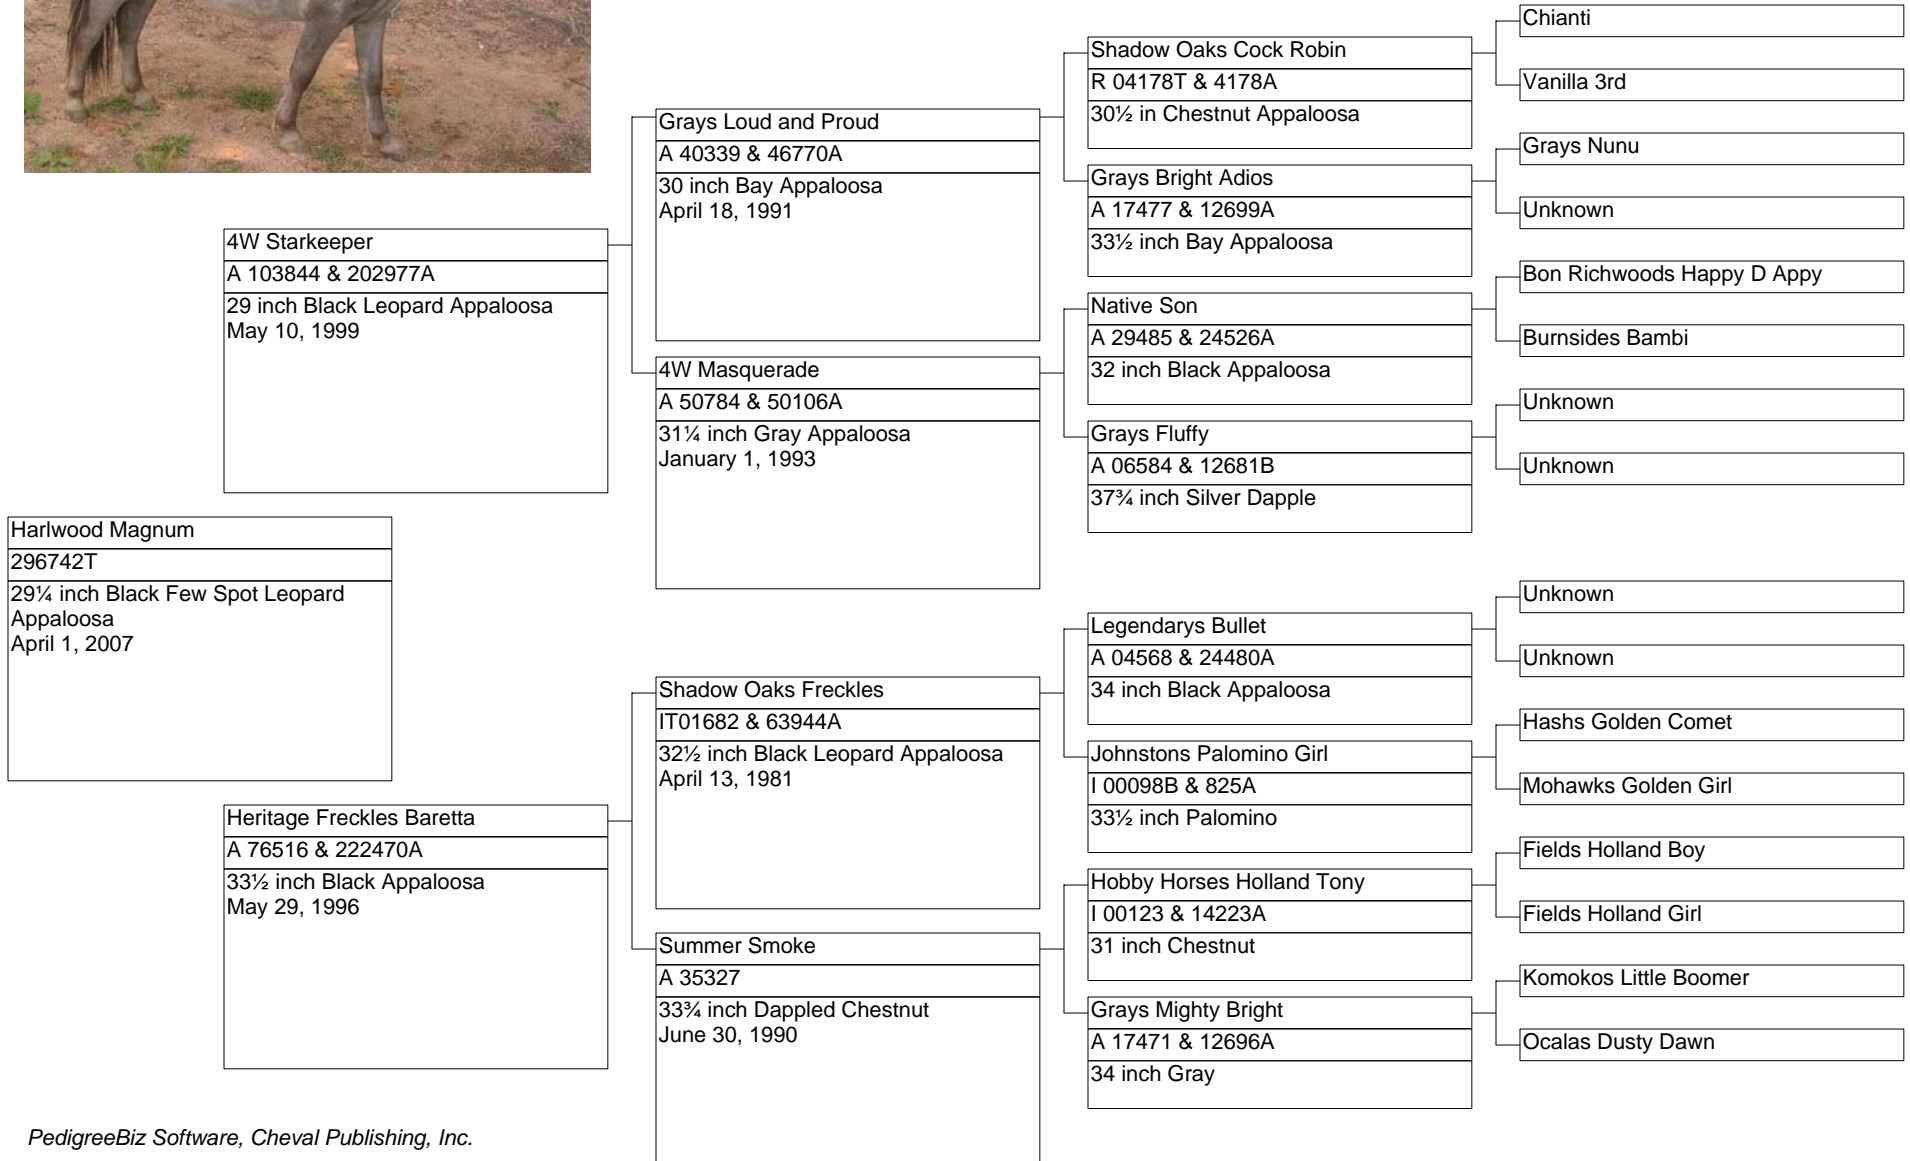 Harlwood Magnum
296742T
29¼ inch Black Few Spot Leopard
Appaloosa
April 1, 2007
4W Starkeeper
A 103844 & 202977A
29 inch Black Leopard Appaloosa
May 10, 1999
Heritage Freckles Baretta
A 76516 & 222470A
33½ inch Black Appaloosa
May 29, 1996
Grays Loud and Proud
A 40339 & 46770A
30 inch Bay Appaloosa
April 18, 1991
4W Masquerade
A 50784 & 50106A
31¼ inch Gray Appaloosa
January 1, 1993
Shadow Oaks Freckles
IT01682 & 63944A
32½ inch Black Leopard Appaloosa
April 13, 1981
Summer Smoke
A 35327
33¾ inch Dappled Chestnut
June 30, 1990
Shadow Oaks Cock Robin
R 04178T & 4178A
30½ in Chestnut Appaloosa
Grays Bright Adios
A 17477 & 12699A
33½ inch Bay Appaloosa
Native Son
A 29485 & 24526A
32 inch Black Appaloosa
Grays Fluffy
A 06584 & 12681B
37¾ inch Silver Dapple
Legendarys Bullet
A 04568 & 24480A
34 inch Black Appaloosa
Johnstons Palomino Girl
I 00098B & 825A
33½ inch Palomino
Hobby Horses Holland Tony
I 00123 & 14223A
31 inch Chestnut
Grays Mighty Bright
A 17471 & 12696A
34 inch Gray
Chianti
Vanilla 3rd
Grays Nunu
Unknown
Bon Richwoods Happy D Appy
Burnsides Bambi
Unknown
Unknown
Unknown
Unknown
Hashs Golden Comet
Mohawks Golden Girl
Fields Holland Boy
Fields Holland Girl
Komokos Little Boomer
Ocalas Dusty Dawn
PedigreeBiz Software, Cheval Publishing, Inc.